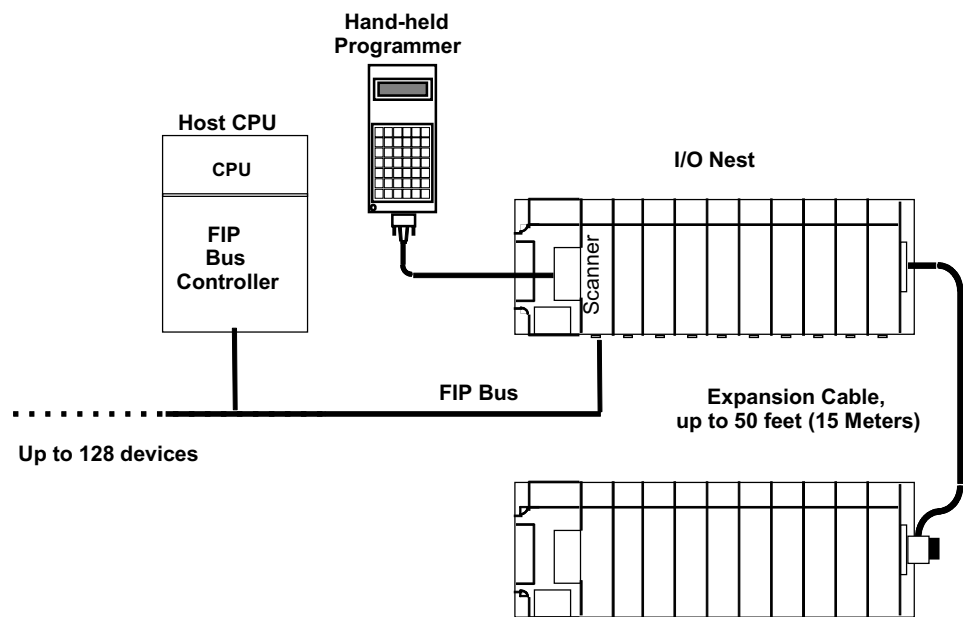 Hand-held
Programmer
Host CPU
CPU
FIP
Bus
Controller
I/O Nest
Scanner
FIP Bus
Expansion Cable,
up to 50 feet (15 Meters)
Up to 128 devices